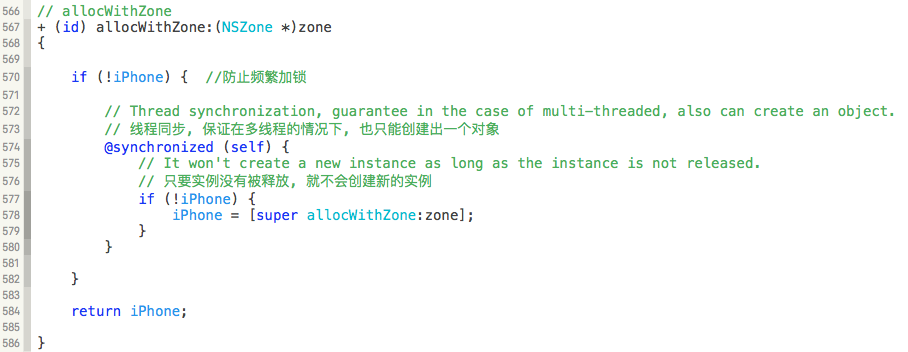 566 // allocWithZone
567 + (id) allocWithZone:(NSZone *)zone
568 {
569
570 if (!iPhone) { //防止频繁加锁
571
572 // Thread synchronization, guarantee in the case of multi-threaded, also can create an object.
573 // 线程同步, 保证在多线程的情况下, 也只能创建出一个对象
574 @synchronized (self) {
575 // It won't create a new instance as long as the instance is not released.
576 // 只要实例没有被释放, 就不会创建新的实例
577 if (!iPhone) {
578 iPhone = [super allocWithZone:zone];
579 }
580 }
581
582 }
583
584 return iPhone;
585
586 }